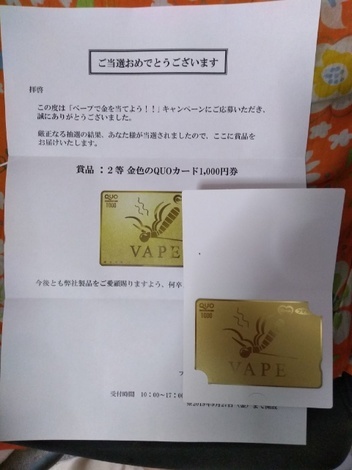 ご当選おめでとうございます
拝啓
この度は「ベープで金を当てよう！！」キャンペーンにご応募いただき、
誠にありがとうございました。
厳正なる抽選の結果、あなた様が当選されましたので、ここに賞品を
お届けいたします。
賞品：２等 金色のQUOカード1,000円券
QUO
1000
VAPE
今後とも弊社製品をご愛顧賜りますよう、何卒
QUO
1000
VAPE
受付時間 10：00～17：00